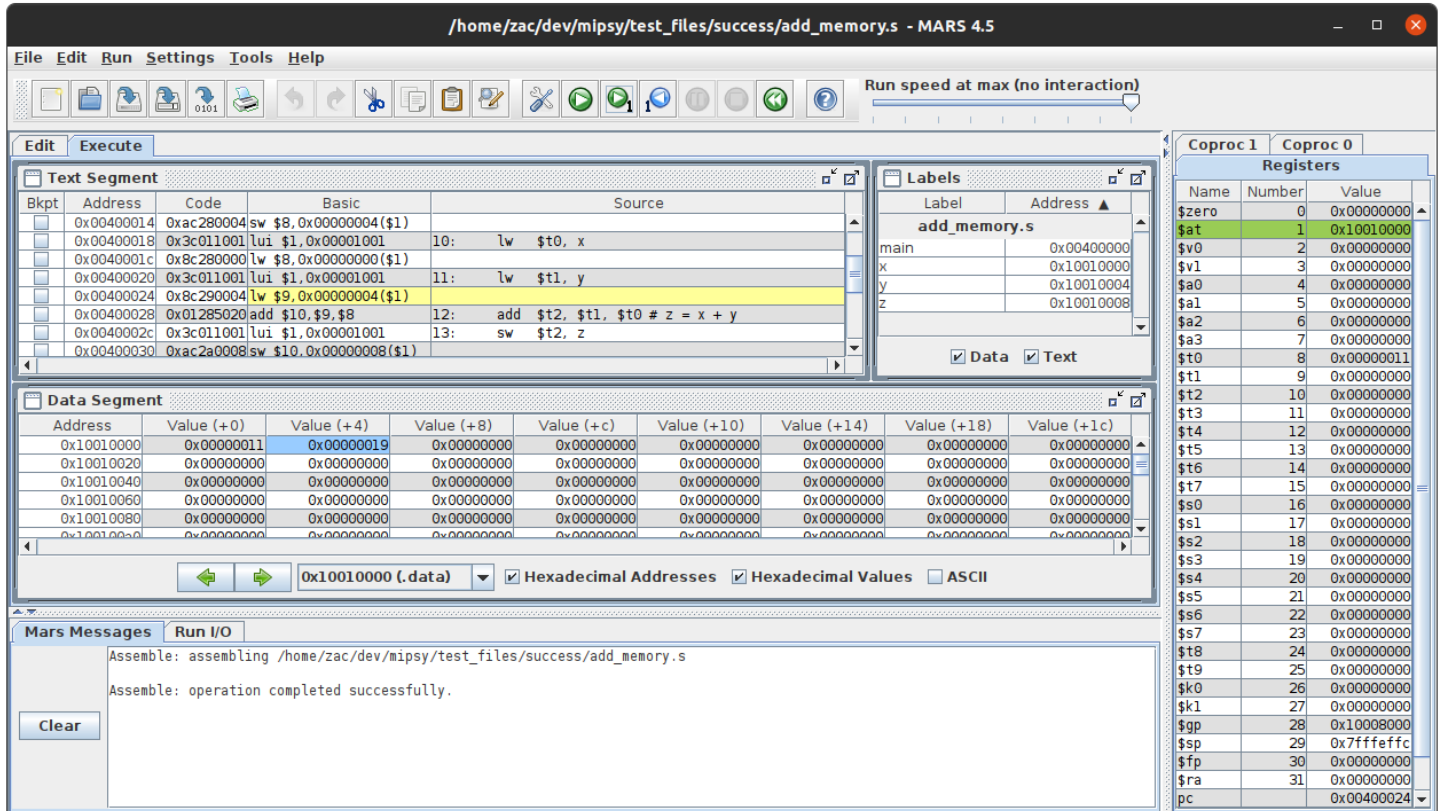 /home/zac/dev/mipsy/test_files/success/add_memory.s - MARS 4.5
File Edit Run Settings Tools Help
Run speed at max (no interaction)
Edit Execute
Text Segment
Bkpt Address Code Basic Source
0x00400014 0xac280004 sw $8,0x00000004($1)
0x00400018 0x3c011001 lui $1,0x00001001 10: lw $t0, x
0x0040001c 0x8c280000 lw $8,0x00000000($1)
0x00400020 0x3c011001 lui $1,0x00001001 11: lw $t1, y
0x00400024 0x8c290004 lw $9,0x00000004($1)
0x00400028 0x01285020 add $10,$9,$8 12: add $t2, $t1, $t0 # z = x + y
0x0040002c 0x3c011001 lui $1,0x00001001 13: sw $t2, z
0x00400030 0xac2a0008 sw $10,0x00000008($1)
Labels
Label Address ▲
add_memory.s
main 0x00400000
x 0x10010000
y 0x10010004
z 0x10010008
Data Text
Data Segment
Address Value (+0) Value (+4) Value (+8) Value (+c) Value (+10) Value (+14) Value (+18) Value (+1c)
0x10010000 0x00000011 0x00000019 0x00000000 0x00000000 0x00000000 0x00000000 0x00000000 0x00000000
0x10010020 0x00000000 0x00000000 0x00000000 0x00000000 0x00000000 0x00000000 0x00000000 0x00000000
0x10010040 0x00000000 0x00000000 0x00000000 0x00000000 0x00000000 0x00000000 0x00000000 0x00000000
0x10010060 0x00000000 0x00000000 0x00000000 0x00000000 0x00000000 0x00000000 0x00000000 0x00000000
0x10010080 0x00000000 0x00000000 0x00000000 0x00000000 0x00000000 0x00000000 0x00000000 0x00000000
0x100100a0 0x00000000 0x00000000 0x00000000 0x00000000 0x00000000 0x00000000 0x00000000 0x00000000
0x10010000 (.data) Hexadecimal Addresses Hexadecimal Values ASCII
Mars Messages Run I/O
Assemble: assembling /home/zac/dev/mipsy/test_files/success/add_memory.s
Assemble: operation completed successfully.
Clear
Coproc 1 Coproc 0
Registers
Name Number Value
$zero 0 0x00000000
$at 1 0x10010000
$v0 2 0x00000000
$v1 3 0x00000000
$a0 4 0x00000000
$a1 5 0x00000000
$a2 6 0x00000000
$a3 7 0x00000000
$t0 8 0x00000011
$t1 9 0x00000000
$t2 10 0x00000000
$t3 11 0x00000000
$t4 12 0x00000000
$t5 13 0x00000000
$t6 14 0x00000000
$t7 15 0x00000000
$s0 16 0x00000000
$s1 17 0x00000000
$s2 18 0x00000000
$s3 19 0x00000000
$s4 20 0x00000000
$s5 21 0x00000000
$s6 22 0x00000000
$s7 23 0x00000000
$t8 24 0x00000000
$t9 25 0x00000000
$k0 26 0x00000000
$k1 27 0x00000000
$gp 28 0x10008000
$sp 29 0x7fffeffc
$fp 30 0x00000000
$ra 31 0x00000000
pc 0x00400024